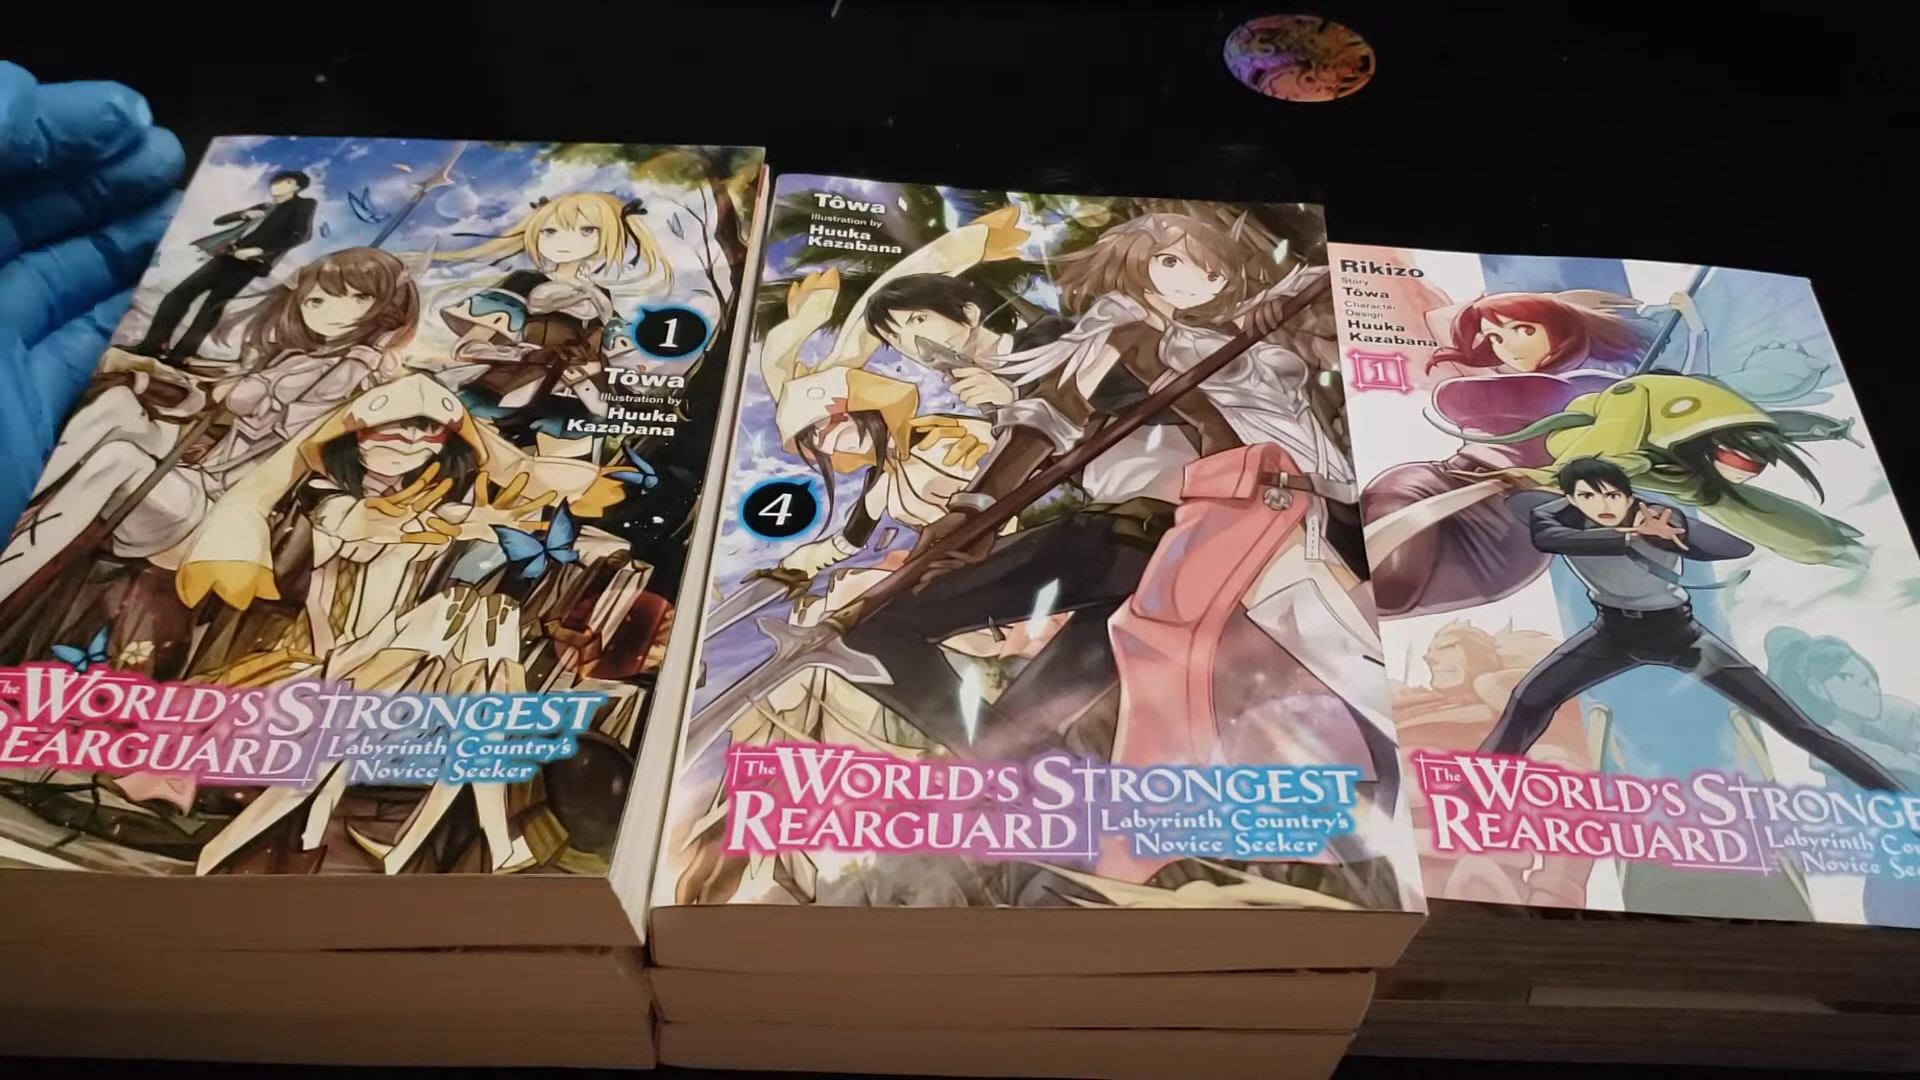 1
Tôwa
Illustration by
Huuka
Kazabana
The WORLD'S STRONGEST
REARGUARD
Labyrinth Country's
Novice Seeker
Tôwa
Illustration by
Huuka
Kazabana
4
The WORLD'S STRONGEST
REARGUARD
Labyrinth Country's
Novice Seeker
Rikizo
Story
Tôwa
Character
Design
Huuka
Kazabana
1
The WORLD'S STRONGE
REARGUARD
Labyrinth Cou
Novice See